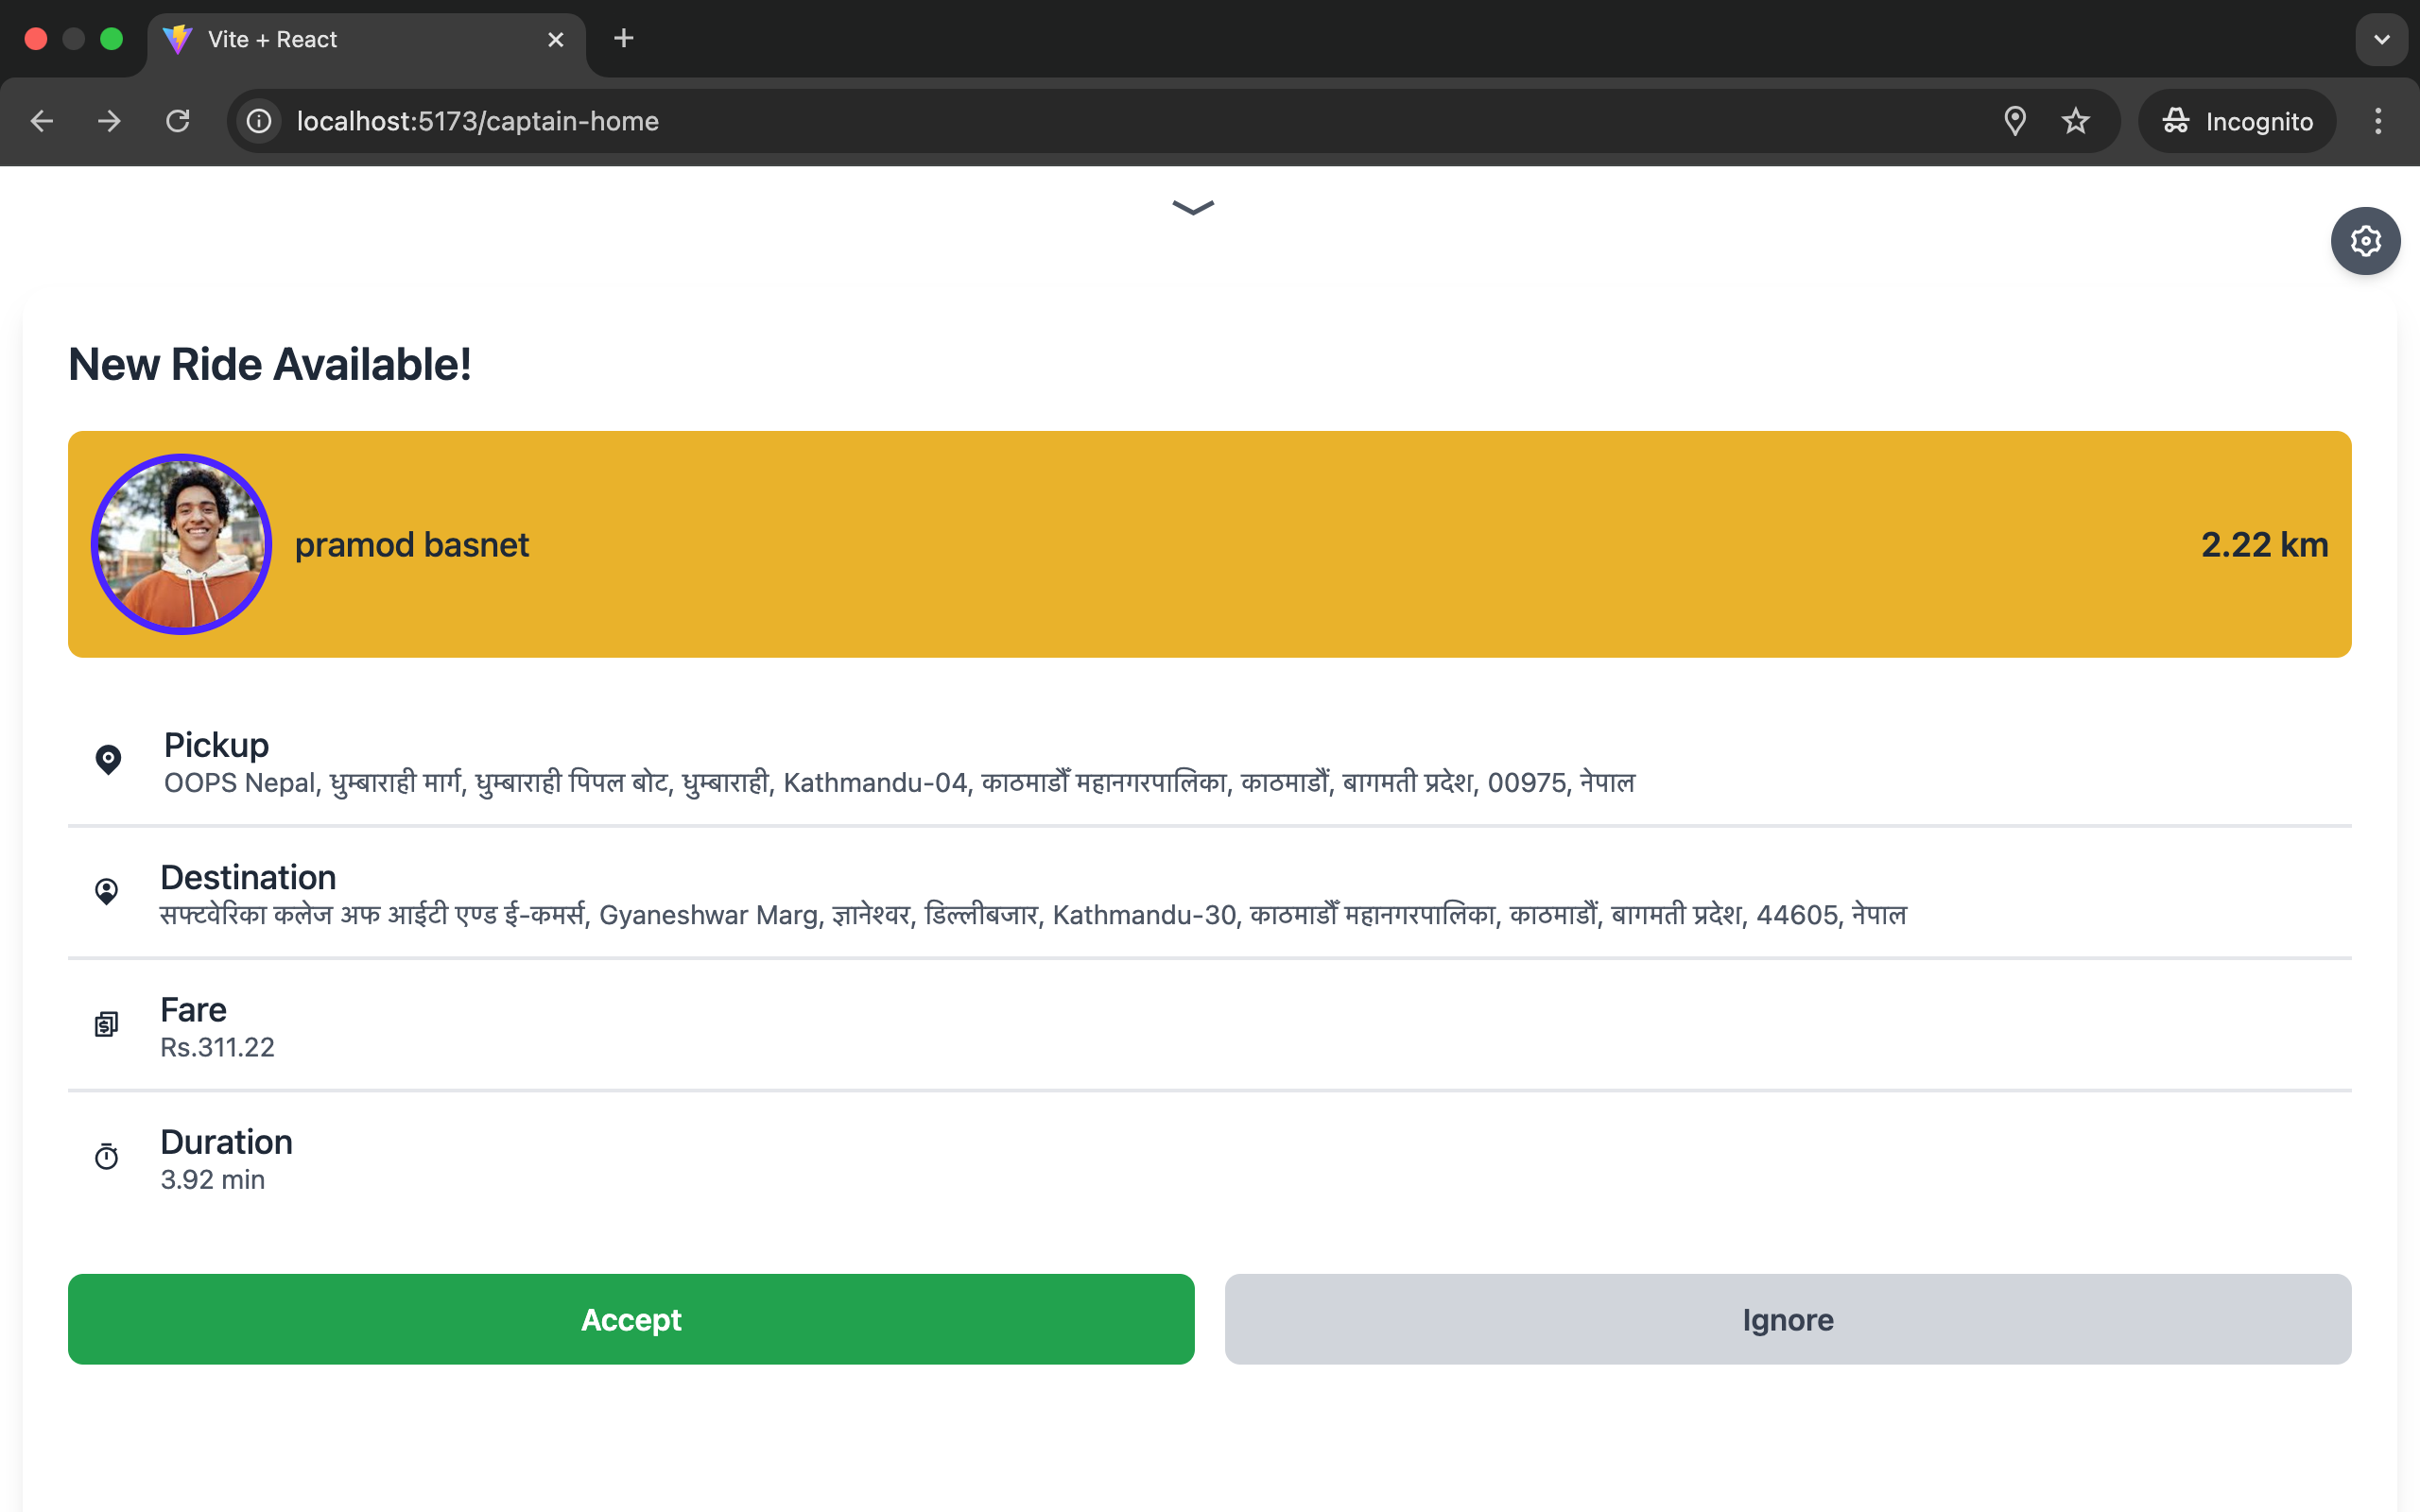 Vite + React
localhost:5173/captain-home
Incognito
New Ride Available!
pramod basnet
2.22 km
Pickup
OOPS Nepal, धुम्बाराही मार्ग, धुम्बाराही पिपल बोट, धुम्बाराही, Kathmandu-04, काठमाडौँ महानगरपालिका, काठमाडौं, बागमती प्रदेश, 00975, नेपाल
Destination
सफ्टवेरिका कलेज अफ आईटी एण्ड ई-कमर्स, Gyaneshwar Marg, ज्ञानेश्वर, डिल्लीबजार, Kathmandu-30, काठमाडौँ महानगरपालिका, काठमाडौं, बागमती प्रदेश, 44605, नेपाल
Fare
Rs.311.22
Duration
3.92 min
Accept
Ignore